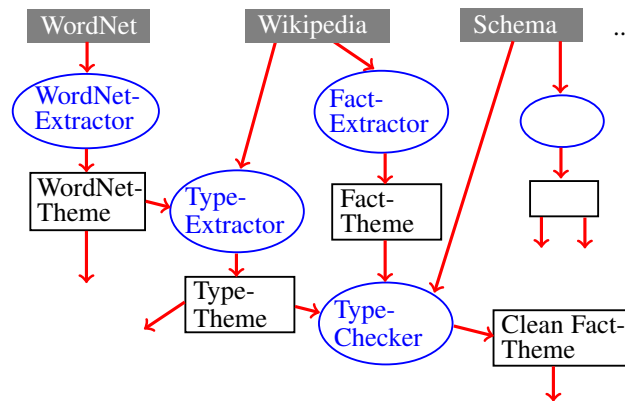 WordNet
Wikipedia
Schema
...
WordNet-
Extractor
Fact-
Extractor
WordNet-
Theme
Type-
Extractor
Fact-
Theme
Type-
Theme
Type-
Checker
Clean Fact-
Theme